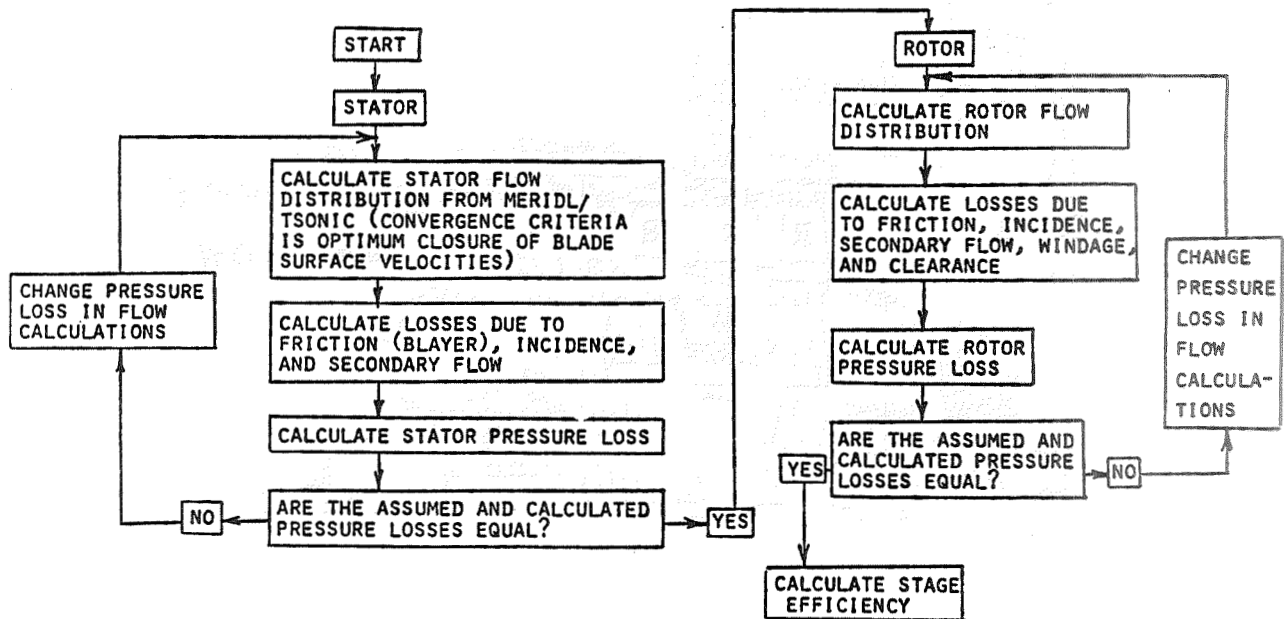 START
STATOR
CALCULATE STATOR FLOW
DISTRIBUTION FROM MERIDL/
TSONIC (CONVERGENCE CRITERIA
IS OPTIMUM CLOSURE OF BLADE
SURFACE VELOCITIES)
CHANGE PRESSURE
LOSS IN FLOW
CALCULATIONS
CALCULATE LOSSES DUE TO
FRICTION (BLAYER), INCIDENCE,
AND SECONDARY FLOW
CALCULATE STATOR PRESSURE LOSS
ARE THE ASSUMED AND CALCULATED
PRESSURE LOSSES EQUAL?
NO
YES
ROTOR
CALCULATE ROTOR FLOW
DISTRIBUTION
CALCULATE LOSSES DUE
TO FRICTION, INCIDENCE,
SECONDARY FLOW, WINDAGE,
AND CLEARANCE
CALCULATE ROTOR
PRESSURE LOSS
ARE THE ASSUMED AND
CALCULATED PRESSURE
LOSSES EQUAL?
YES
NO
CHANGE
PRESSURE
LOSS IN
FLOW
CALCULA-
TIONS
CALCULATE STAGE
EFFICIENCY